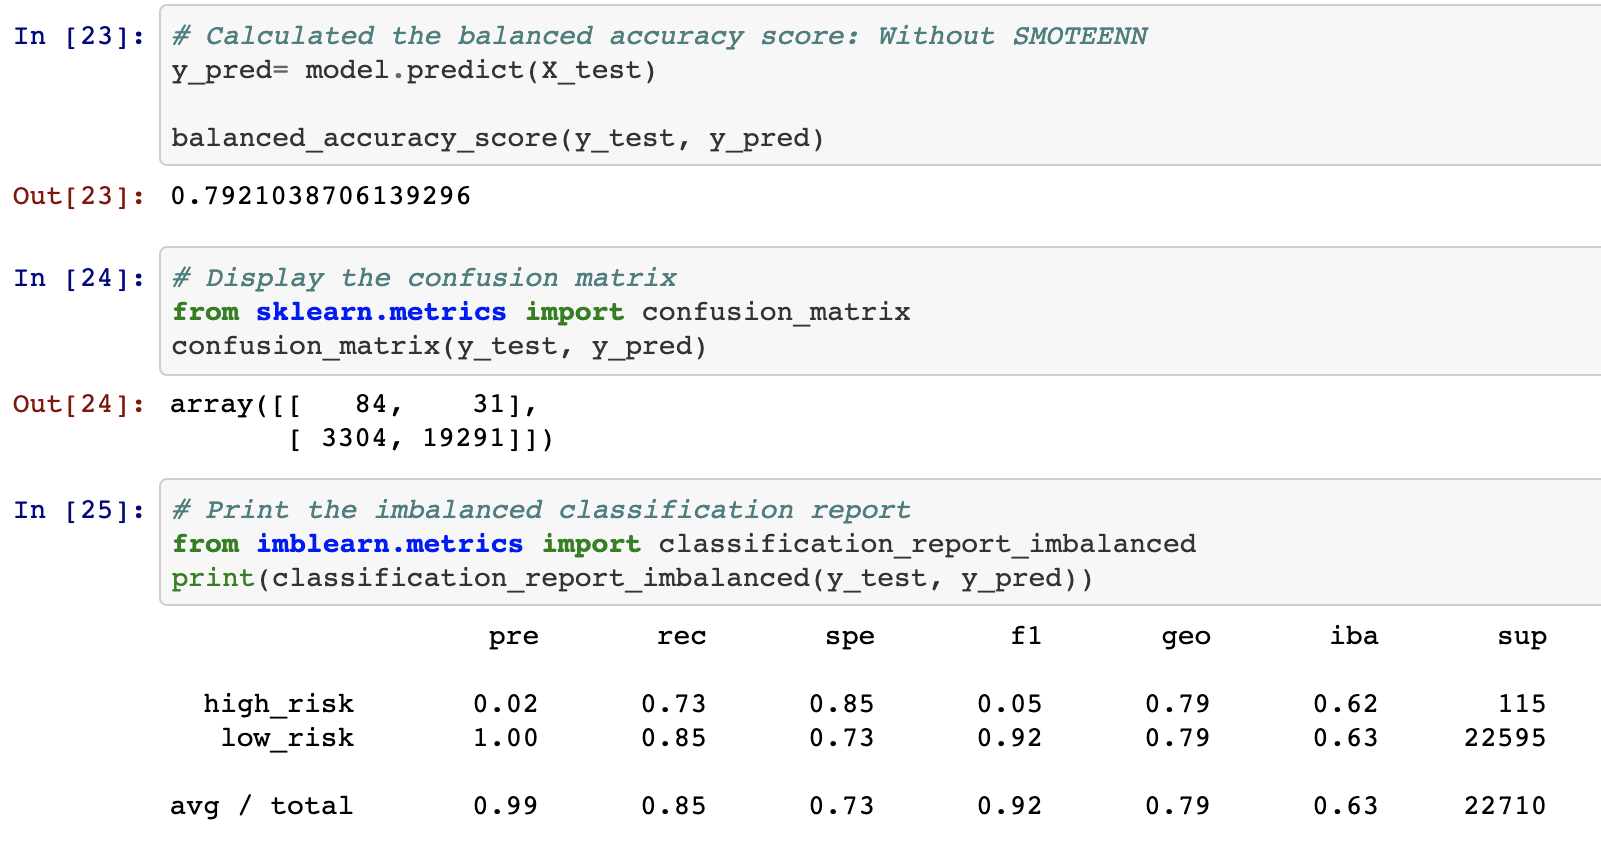 In [23]: # Calculated the balanced accuracy score: Without SMOTEENN
y_pred= model.predict(X_test)
balanced_accuracy_score(y_test, y_pred)
Out[23]: 0.7921038706139296
In [24]: # Display the confusion matrix
from sklearn.metrics import confusion_matrix
confusion_matrix(y_test, y_pred)
Out[24]: array([[   84,    31],
       [ 3304, 19291]])
In [25]: # Print the imbalanced classification report
from imblearn.metrics import classification_report_imbalanced
print(classification_report_imbalanced(y_test, y_pred))
pre rec spe f1 geo iba sup
high_risk 0.02 0.73 0.85 0.05 0.79 0.62 115
low_risk 1.00 0.85 0.73 0.92 0.79 0.63 22595
avg / total 0.99 0.85 0.73 0.92 0.79 0.63 22710